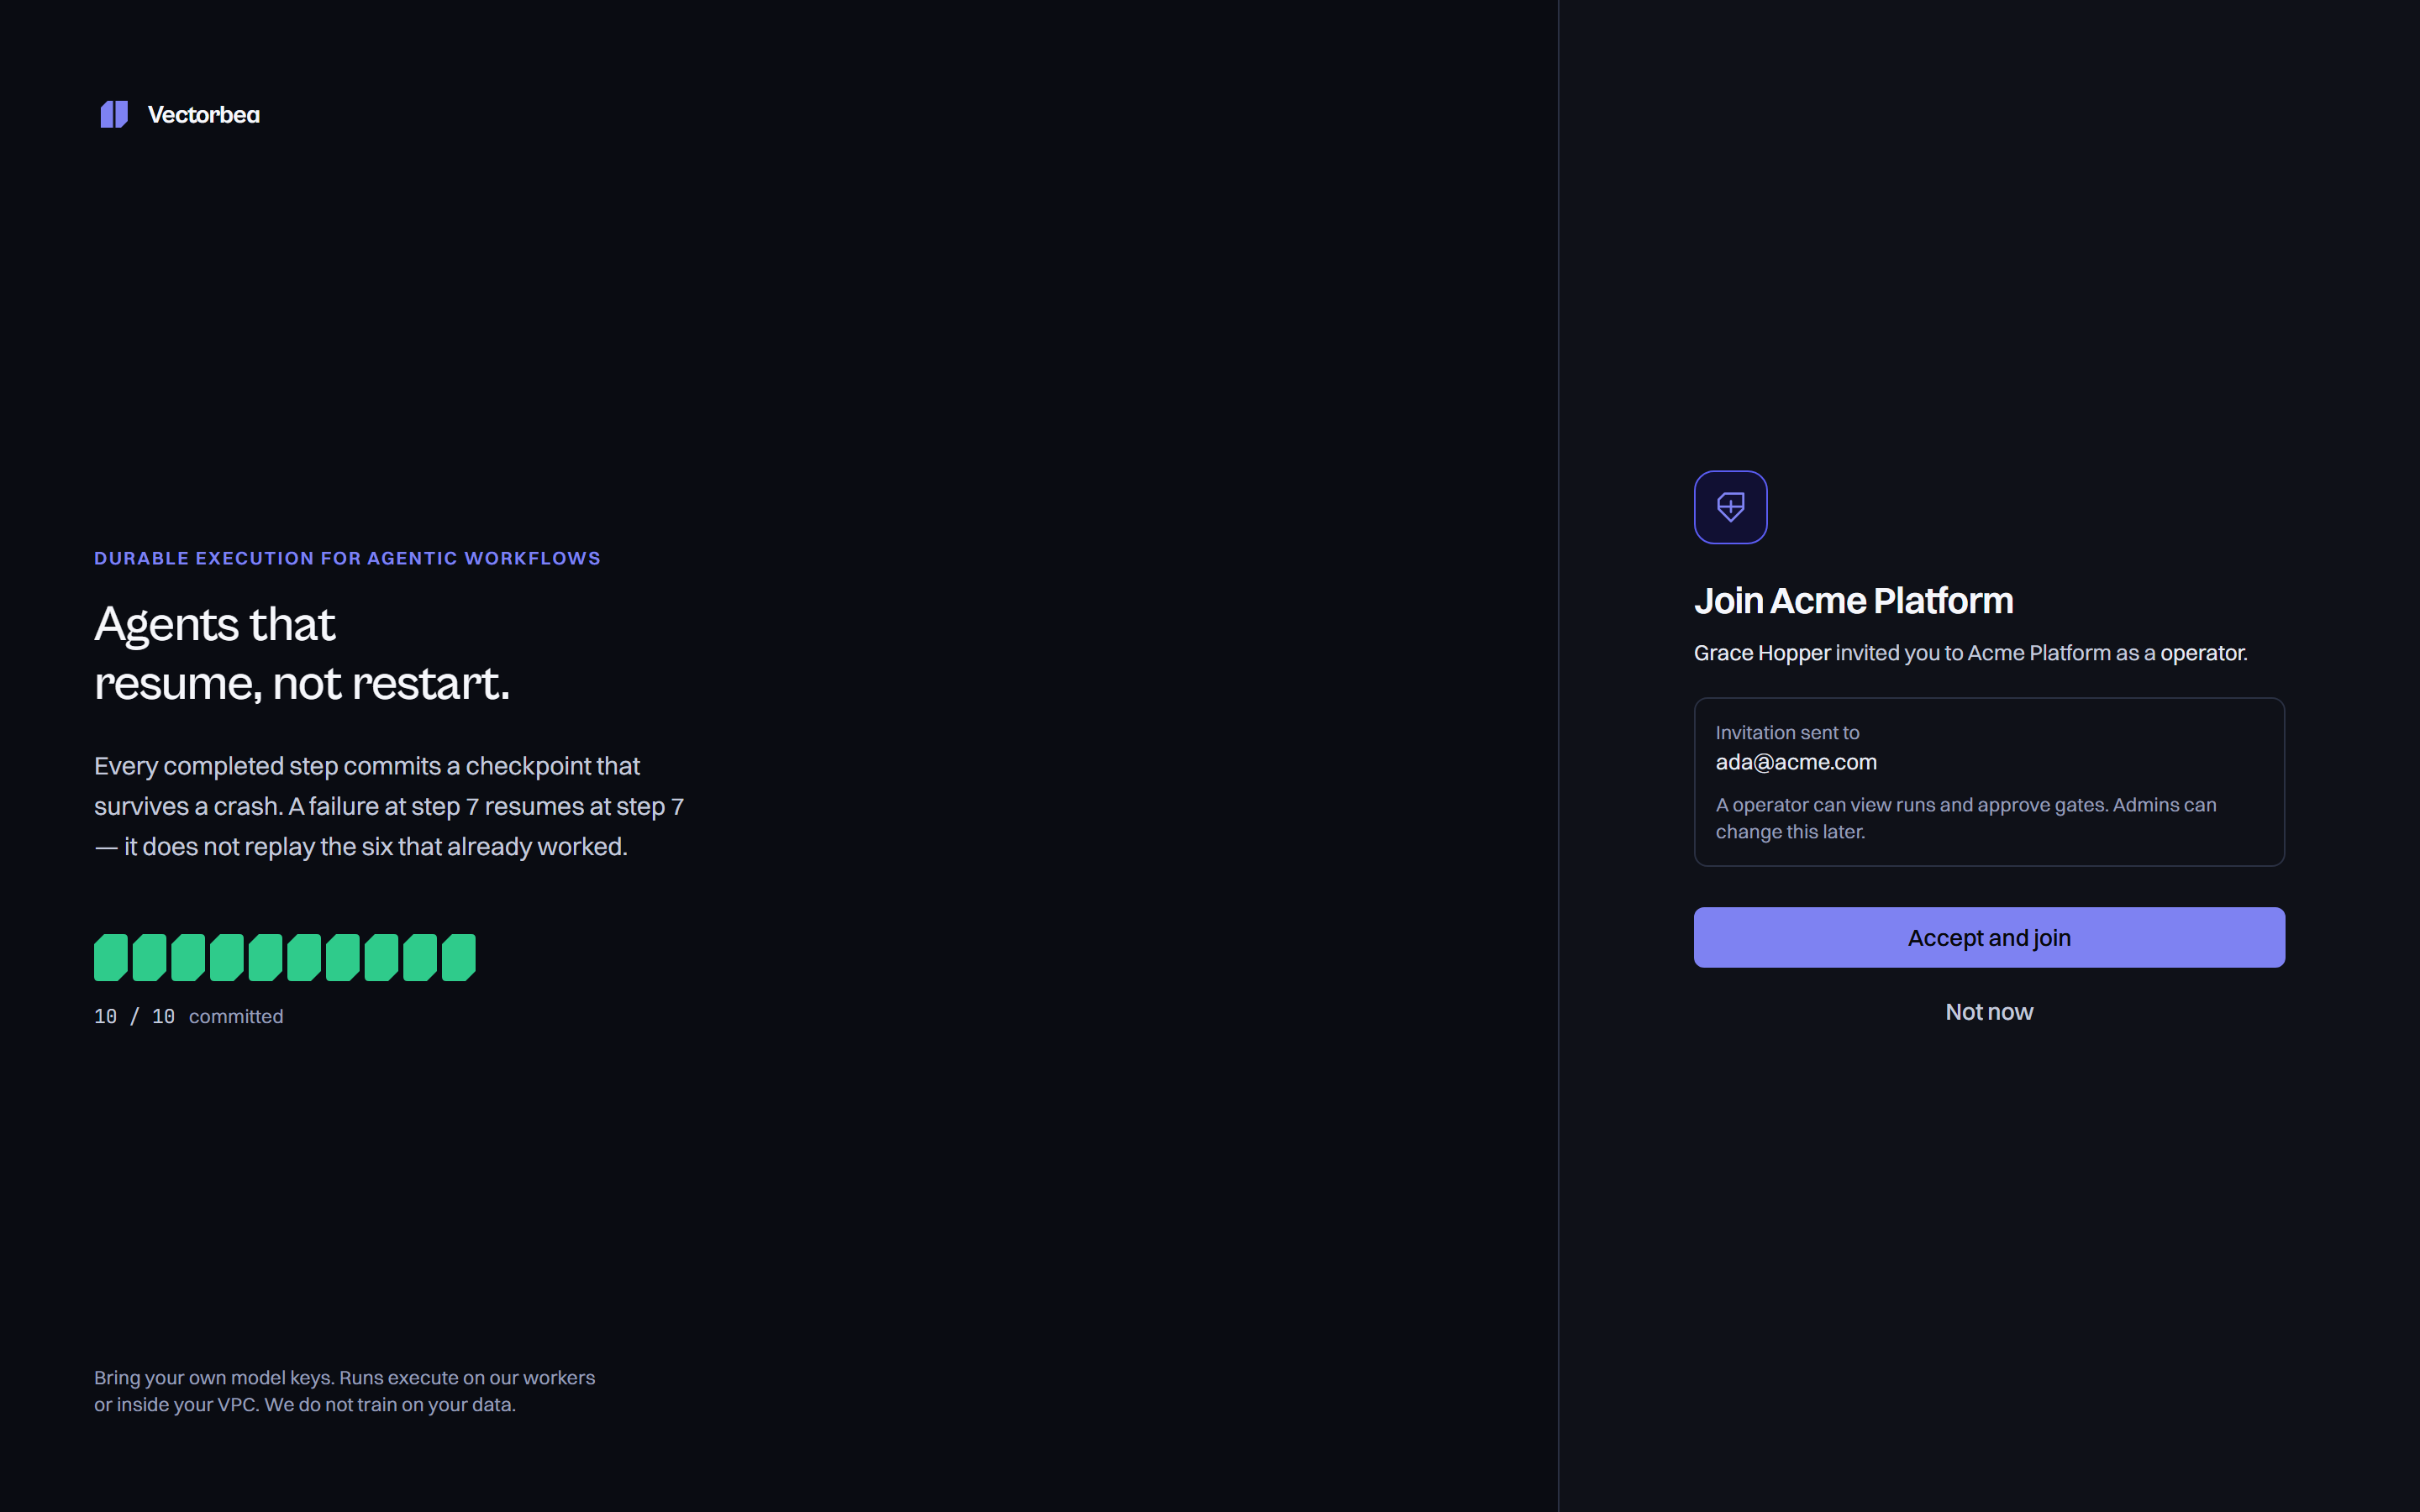 Vectorbea
DURABLE EXECUTION FOR AGENTIC WORKFLOWS
Agents that
resume, not restart.
Every completed step commits a checkpoint that
survives a crash. A failure at step 7 resumes at step 7
— it does not replay the six that already worked.
10 / 10 committed
Bring your own model keys. Runs execute on our workers
or inside your VPC. We do not train on your data.
Join Acme Platform
Grace Hopper invited you to Acme Platform as a operator.
Invitation sent to
ada@acme.com
A operator can view runs and approve gates. Admins can
change this later.
Accept and join
Not now